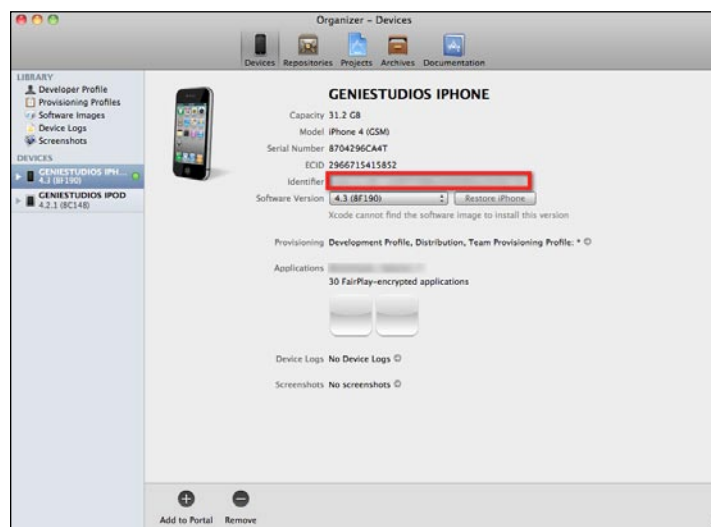 Organizer – Devices
Devices Repositories Projects Archives Documentation
LIBRARY
Developer Profile
Provisioning Profiles
Software Images
Device Logs
Screenshots
DEVICES
GENIESTUDIOS IPH...
4.3 (8F190)
GENIESTUDIOS IPOD
4.2.1 (8C148)
GENIESTUDIOS IPHONE
Capacity 31.2 GB
Model iPhone 4 (GSM)
Serial Number 8704296CA4T
ECID 2966715415852
Identifier
Software Version 4.3 (8F190) Restore iPhone
Xcode cannot find the software image to install this version
Provisioning Development Profile, Distribution, Team Provisioning Profile: *
Applications
30 FairPlay-encrypted applications
Device Logs No Device Logs
Screenshots No screenshots
Add to Portal Remove